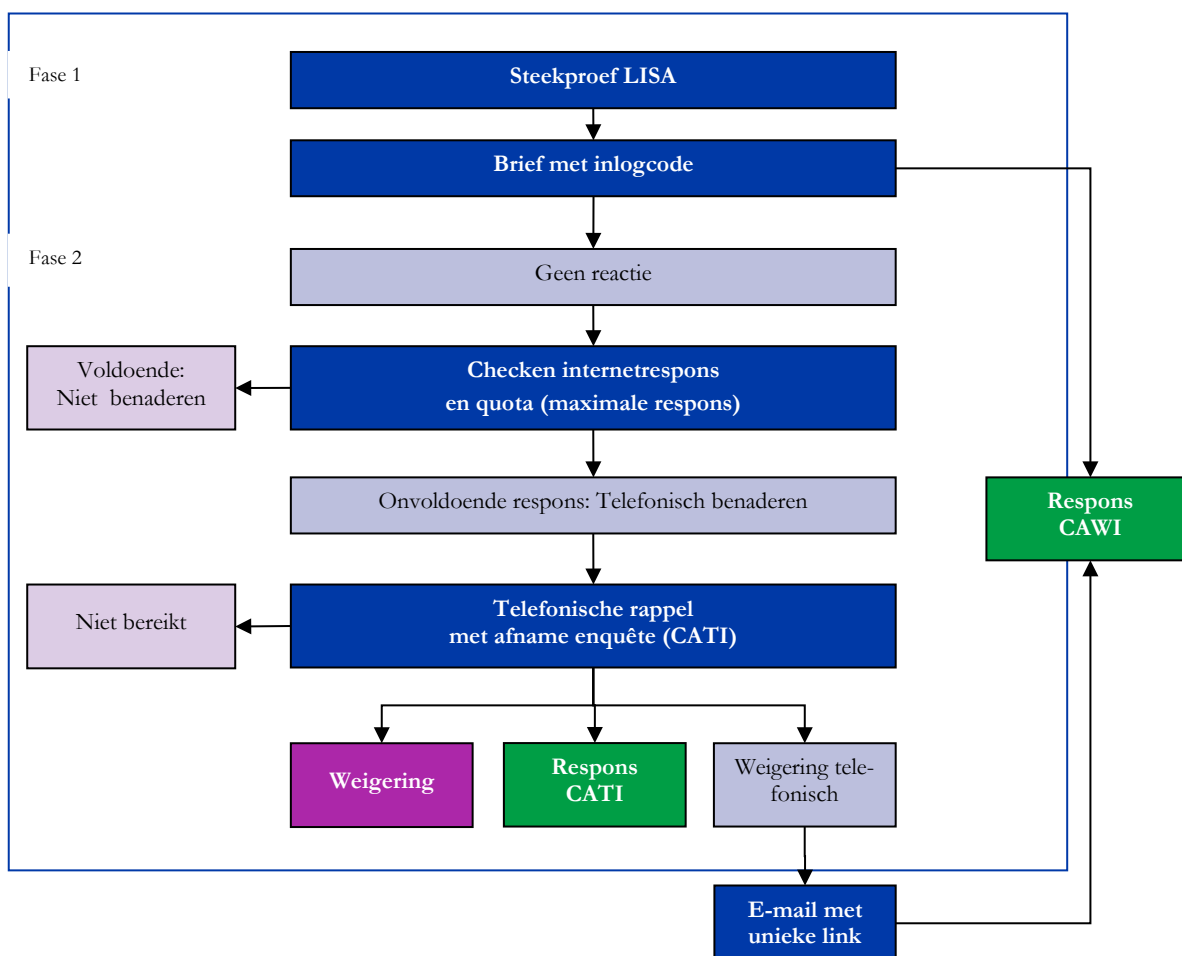 Fase 1
Steekproef LISA
Brief met inlogcode
Fase 2
Geen reactie
Voldoende:
Niet benaderen
Checken internetrespons
en quota (maximale respons)
Onvoldoende respons: Telefonisch benaderen
Respons
CAWI
Niet bereikt
Telefonische rappel
met afname enquête (CATI)
Weigering
Respons
CATI
Weigering tele-
fonisch
E-mail met
unieke link